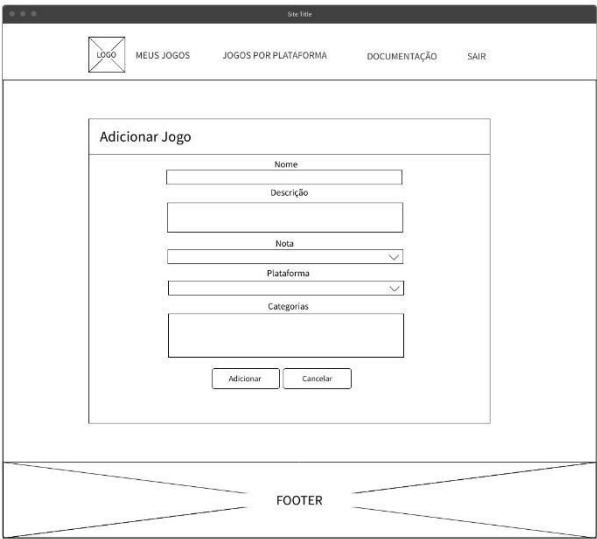 Site Title
LOGO MEUS JOGOS JOGOS POR PLATAFORMA DOCUMENTAÇÃO SAIR
Adicionar Jogo
Nome
Descrição
Nota
Plataforma
Categorias
Adicionar Cancelar
FOOTER